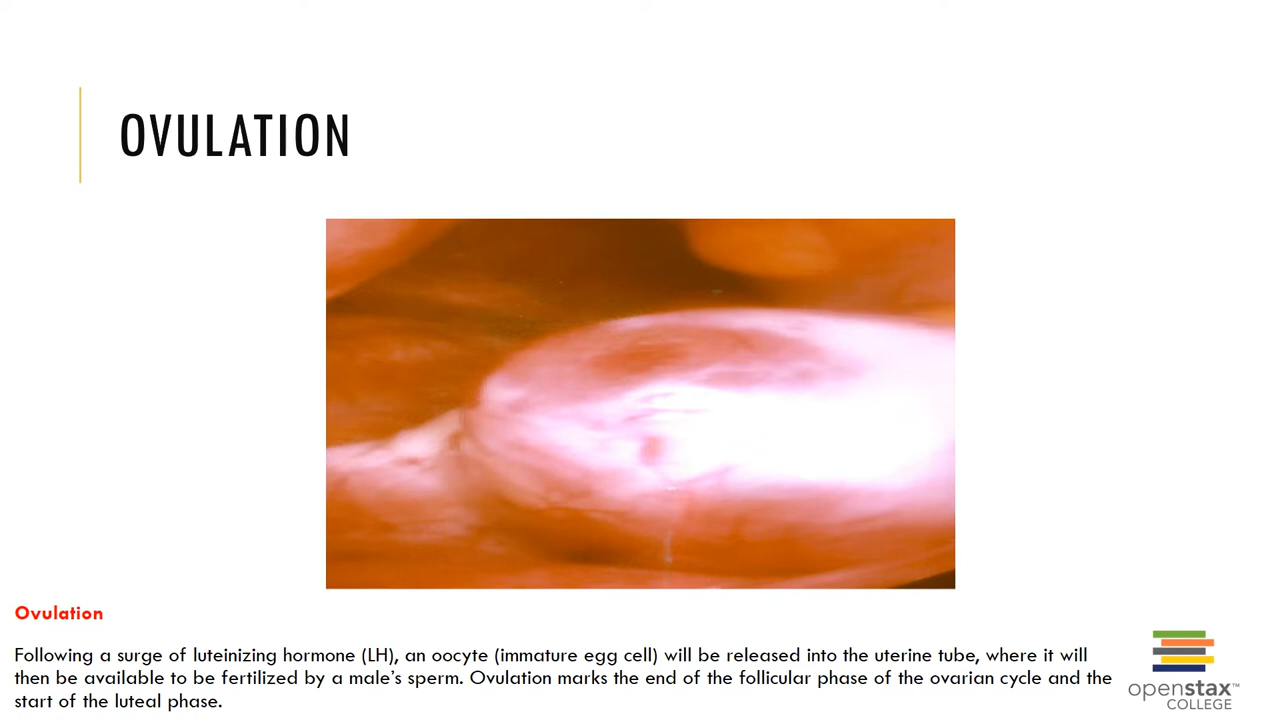 OVULATION
Ovulation
Following a surge of luteinizing hormone (LH), an oocyte (immature egg cell) will be released into the uterine tube, where it will
then be available to be fertilized by a male’s sperm. Ovulation marks the end of the follicular phase of the ovarian cycle and the
start of the luteal phase.
openstax™
COLLEGE